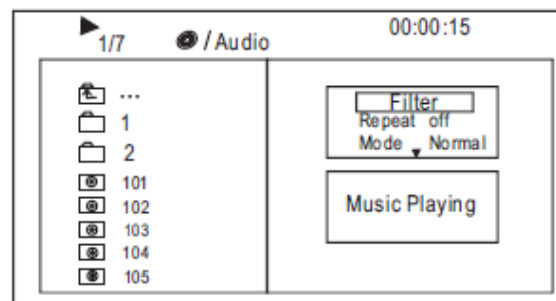 1/7 / Audio 00:00:15
...
1
2
101
102
103
104
105
Filter
Repeat off
Mode Normal
Music Playing